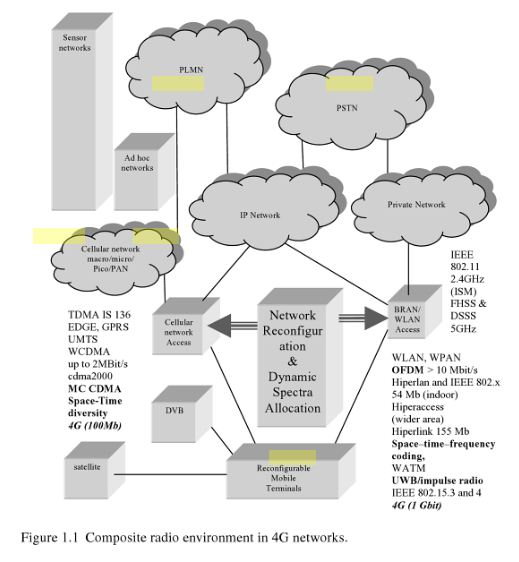 Sensor
networks
PLMN
PSTN
Ad hoc
networks
IP Network
Private Network
Cellular network
macro/micro/
Pico/PAN
IEEE
802.11
2.4GHz
(ISM)
FHSS &
DSSS
5GHz
TDMA IS 136
EDGE, GPRS
UMTS
WCDMA
up to 2MBit/s
cdma2000
MC CDMA
Space-Time
diversity
4G (100Mb)
Cellular
network
Access
Network
Reconfigur
ation
&
Dynamic
Spectra
Allocation
BRAN/
WLAN
Access
WLAN, WPAN
OFDM > 10 Mbit/s
Hiperlan and IEEE 802.x
54 Mb (indoor)
Hiperaccess
(wider area)
Hiperlink 155 Mb
Space–time–frequency
coding,
WATM
UWB/impulse radio
IEEE 802.15.3 and 4
4G (1 Gbit)
DVB
satellite
Reconfigurable
Mobile
Terminals
Figure 1.1 Composite radio environment in 4G networks.